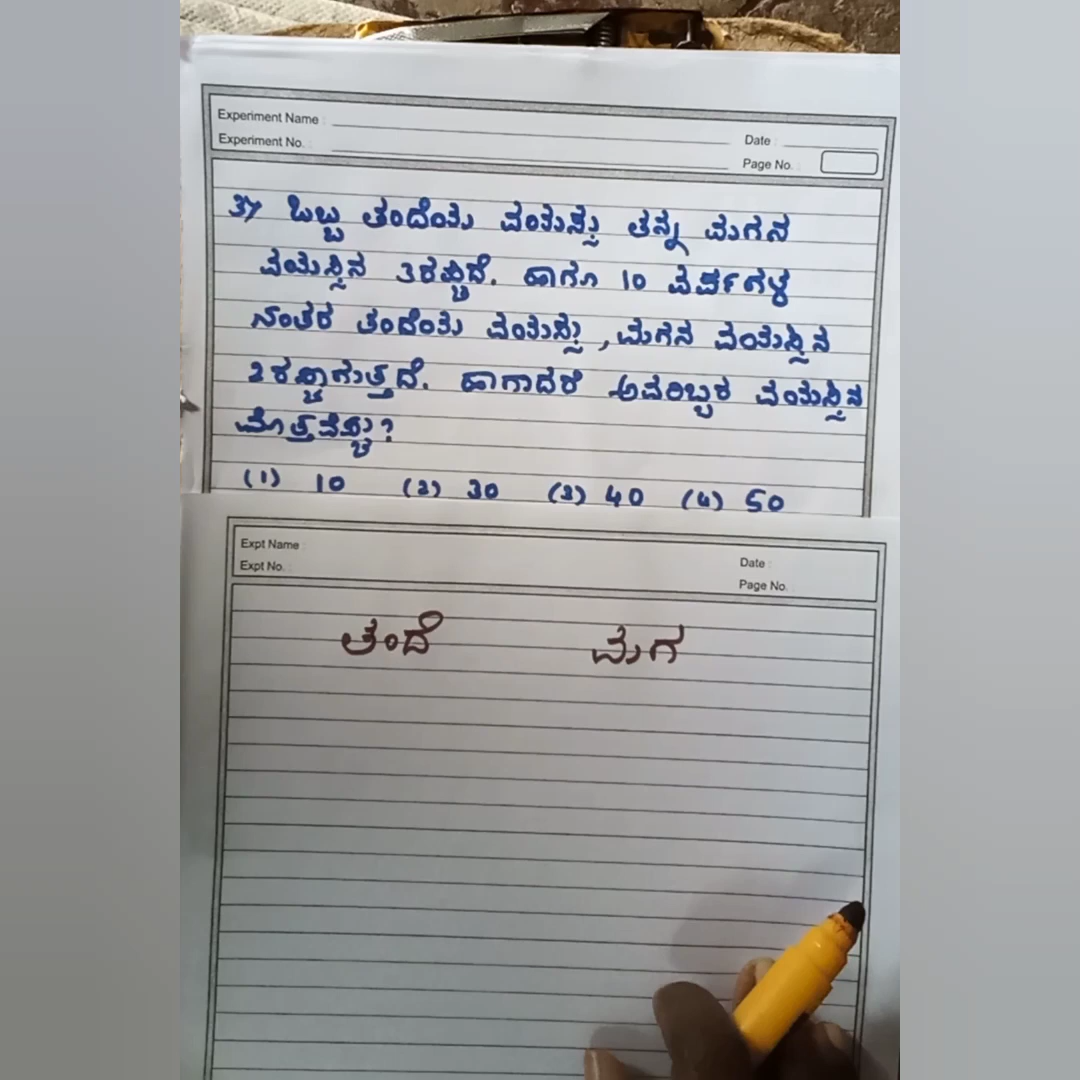 Experiment Name :
Date :
Experiment No. :
Page No. :
3) ಒಬ್ಬ ತಂದೆಯ ವಯಸ್ಸು ತನ್ನ ಮಗನ
ವಯಸ್ಸಿನ 3ರಷ್ಟಿದೆ. ಹಾಗೂ 10 ವರ್ಷಗಳ
ನಂತರ ತಂದೆಯ ವಯಸ್ಸು, ಮಗನ ವಯಸ್ಸಿನ
2ರಷ್ಟಾಗುತ್ತದೆ. ಹಾಗಾದರೆ ಅವರಿಬ್ಬರ ವಯಸ್ಸಿನ
ಮೊತ್ತವೆಷ್ಟು?
(1) 10 (2) 30 (3) 40 (4) 50
Expt Name :
Date :
Expt No. :
Page No.
ತಂದೆ ಮಗ